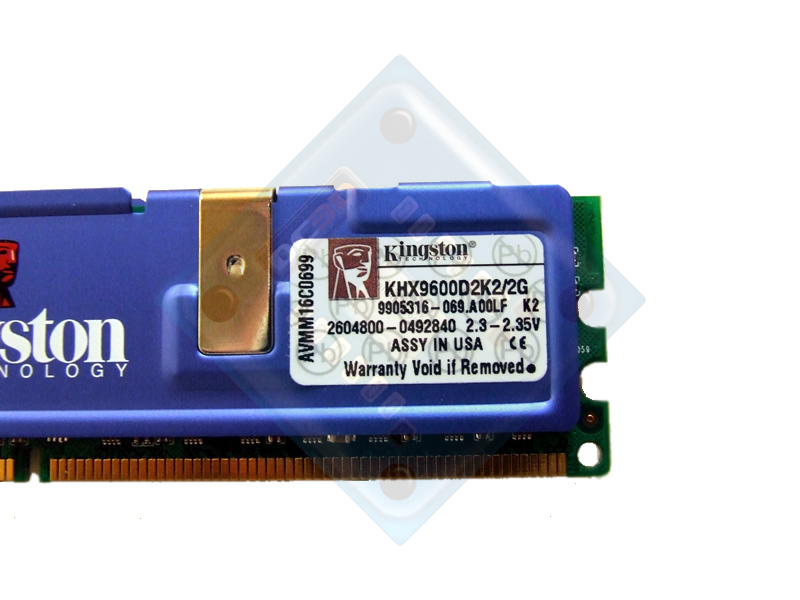 Kingston
TECHNOLOGY
KHX9600D2K2/2G
9905316-069.A00LF K2
2604800-0492840 2.3-2.35V
ASSY IN USA CE
Warranty Void if Removed
AVMM16C0699
ston
NOLOGY